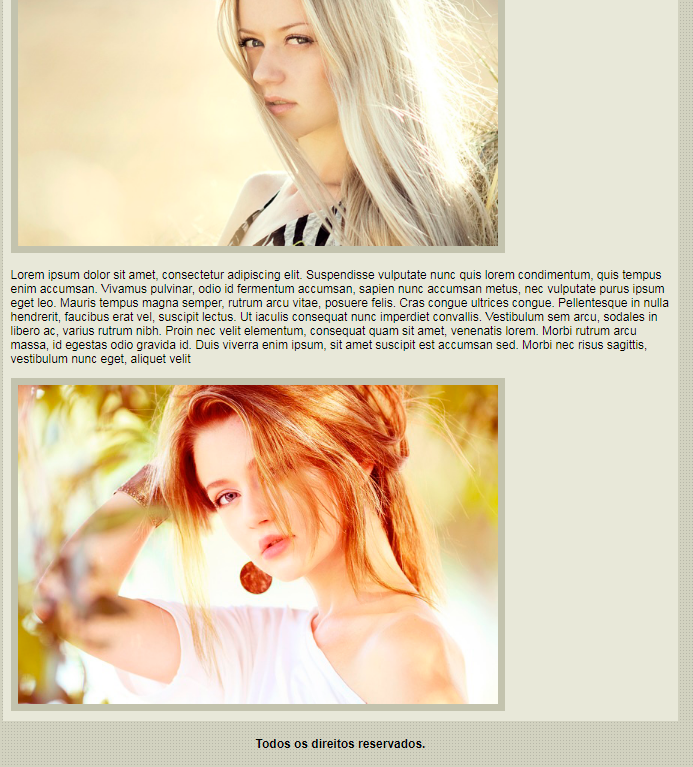 Lorem ipsum dolor sit amet, consectetur adipiscing elit. Suspendisse vulputate nunc quis lorem condimentum, quis tempus
enim accumsan. Vivamus pulvinar, odio id fermentum accumsan, sapien nunc accumsan metus, nec vulputate purus ipsum
eget leo. Mauris tempus magna semper, rutrum arcu vitae, posuere felis. Cras congue ultrices congue. Pellentesque in nulla
hendrerit, faucibus erat vel, suscipit lectus. Ut iaculis consequat nunc imperdiet convallis. Vestibulum sem arcu, sodales in
libero ac, varius rutrum nibh. Proin nec velit elementum, consequat quam sit amet, venenatis lorem. Morbi rutrum arcu
massa, id egestas odio gravida id. Duis viverra enim ipsum, sit amet suscipit est accumsan sed. Morbi nec risus sagittis,
vestibulum nunc eget, aliquet velit
Todos os direitos reservados.